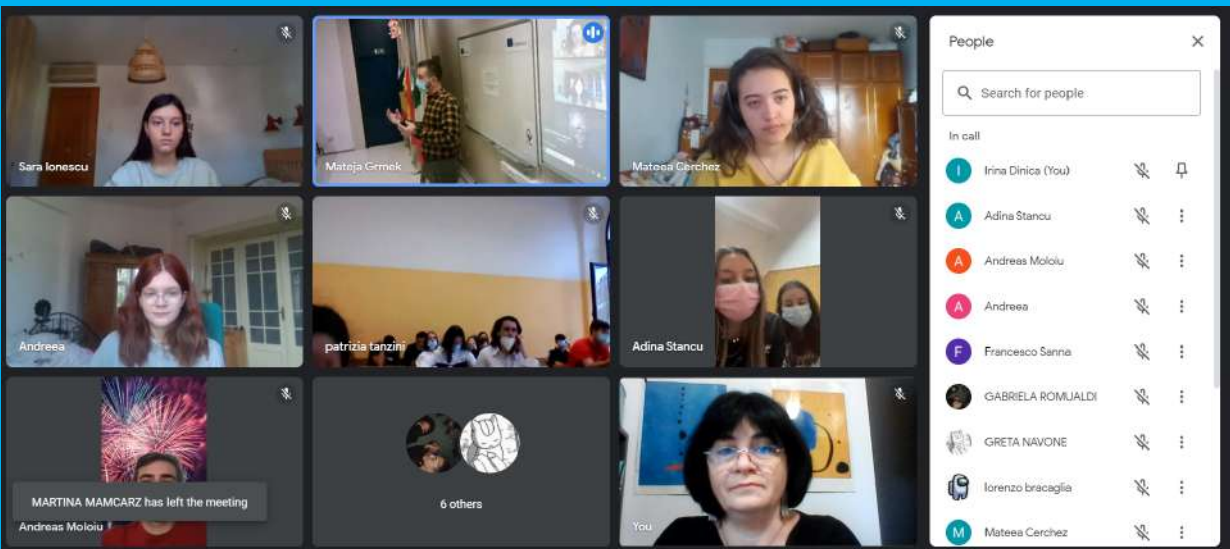 Sara Ionescu
Mateja Grmek
Mateea Cerchez
Andreea
patrizia tanzini
Adina Stancu
MARTINA MAMCARZ has left the meeting
Andreas Moloiu
6 others
You
People
Search for people
In call
I
Irina Dinica (You)
A
Adina Stancu
A
Andreas Moloiu
A
Andreea
F
Francesco Sanna
GABRIELA ROMUALDI
GRETA NAVONE
lorenzo bracaglia
M
Mateea Cerchez